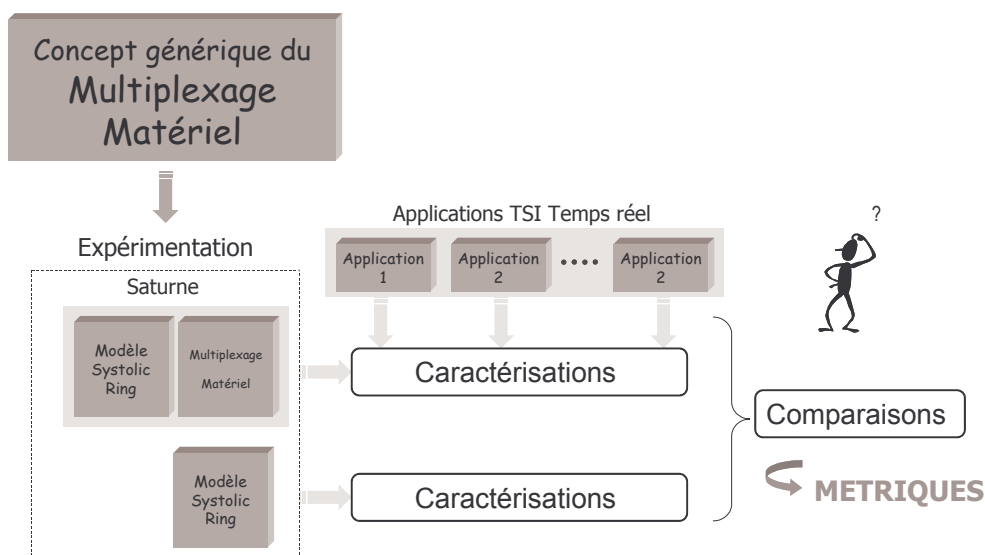 Concept générique du
Multiplexage
Matériel
Applications TSI Temps réel
?
Expérimentation
Application
1
Application
2
....
Application
2
Saturne
Modèle
Systolic
Ring
Multiplexage
Matériel
Caractérisations
Comparaisons
Modèle
Systolic
Ring
Caractérisations
METRIQUES